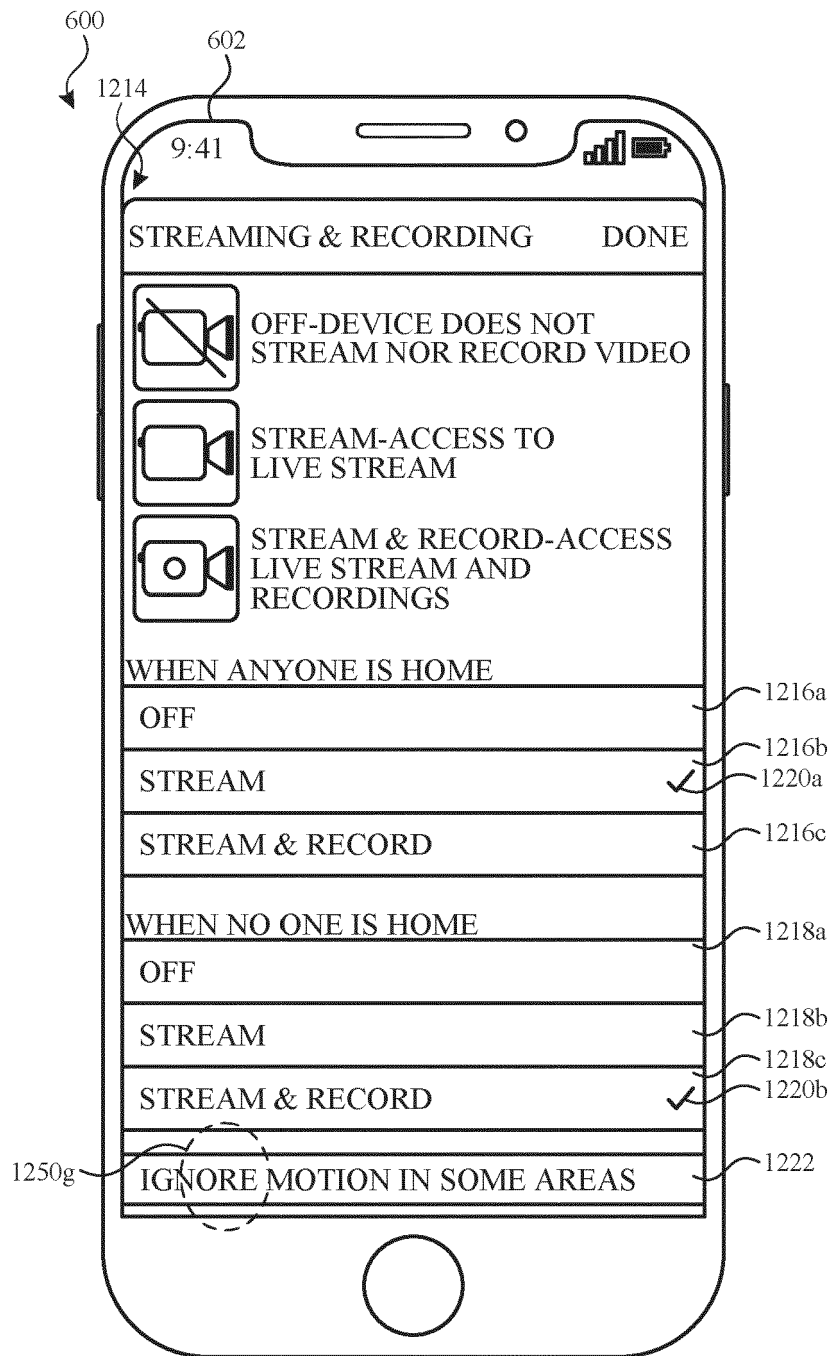 600
602
1214
9:41
STREAMING & RECORDING DONE
OFF-DEVICE DOES NOT
STREAM NOR RECORD VIDEO
STREAM-ACCESS TO
LIVE STREAM
STREAM & RECORD-ACCESS
LIVE STREAM AND
RECORDINGS
WHEN ANYONE IS HOME
1216a
OFF
1216b
STREAM
1220a
STREAM & RECORD
1216c
WHEN NO ONE IS HOME
1218a
OFF
STREAM
1218b
1218c
STREAM & RECORD
1220b
1250g
IGNORE MOTION IN SOME AREAS
1222